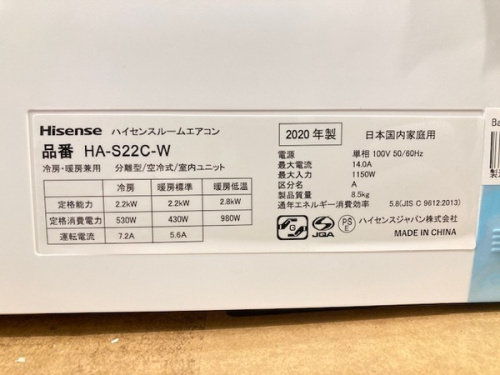 Hisense ハイセンスルームエアコン
品番 HA-S22C-W
冷房・暖房兼用 分離型/空冷式/室内ユニット
冷房 暖房標準 暖房低温
定格能力 2.2kW 2.2kW 2.8kW
定格消費電力 530W 430W 980W
運転電流 7.2A 5.6A
2020年製 日本国内家庭用
電源 単相 100V 50/60Hz
最大電流 14.0A
最大入力 1150W
区分名 A
製品質量 8.5kg
通年エネルギー消費効率 5.8(JIS C 9612:2013)
JQA
PS
E
ハイセンスジャパン株式会社
MADE IN CHINA
Ba